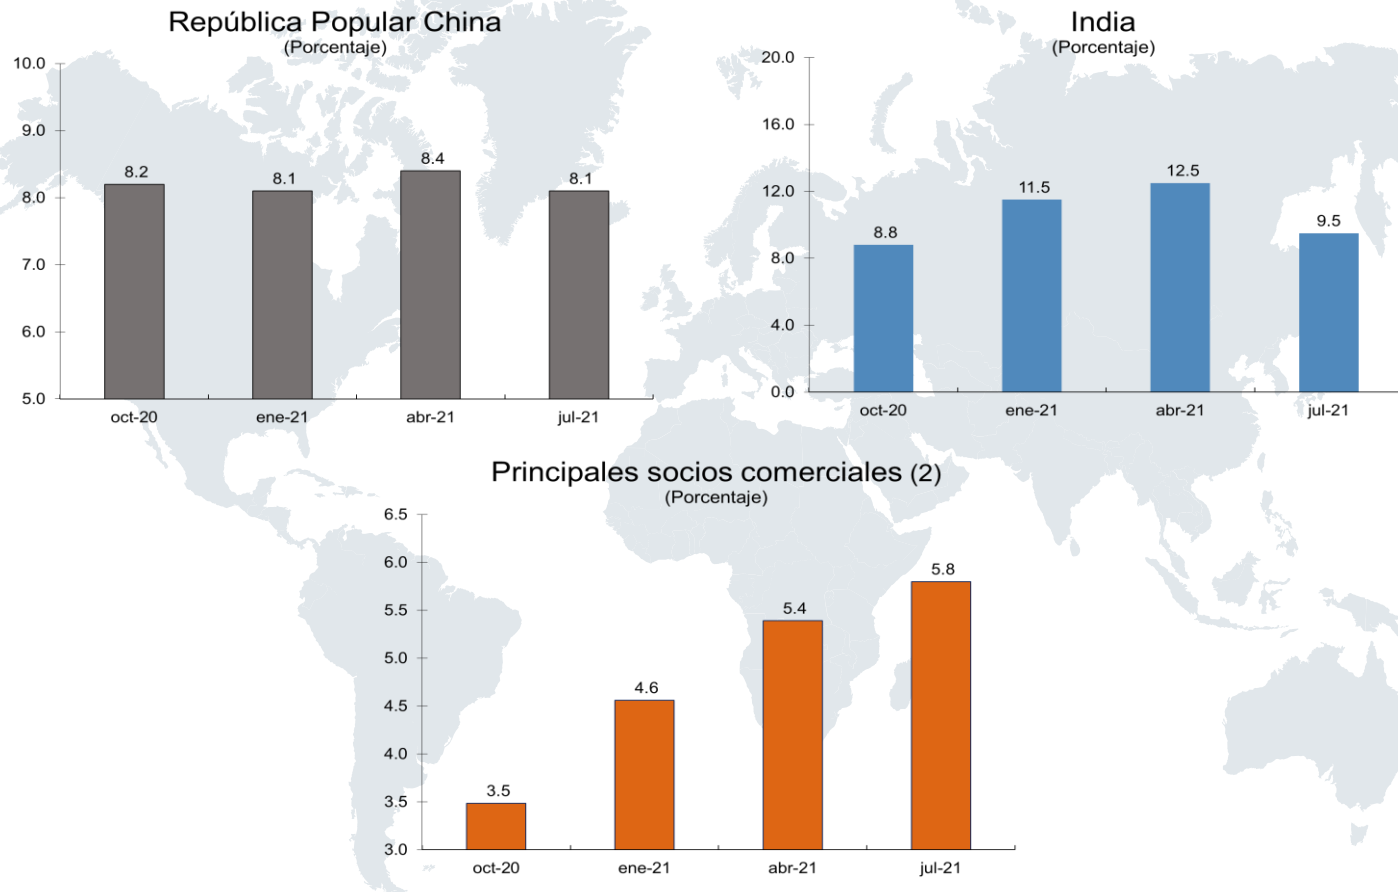 República Popular China
(Porcentaje)
10.0
9.0
8.0
7.0
6.0
5.0
8.2
8.1
8.4
8.1
oct-20
ene-21
abr-21
jul-21
India
(Porcentaje)
20.0
16.0
12.0
8.0
4.0
0.0
8.8
11.5
12.5
9.5
oct-20
ene-21
abr-21
jul-21
Principales socios comerciales (2)
(Porcentaje)
6.5
6.0
5.5
5.0
4.5
4.0
3.5
3.0
3.5
4.6
5.4
5.8
oct-20
ene-21
abr-21
jul-21